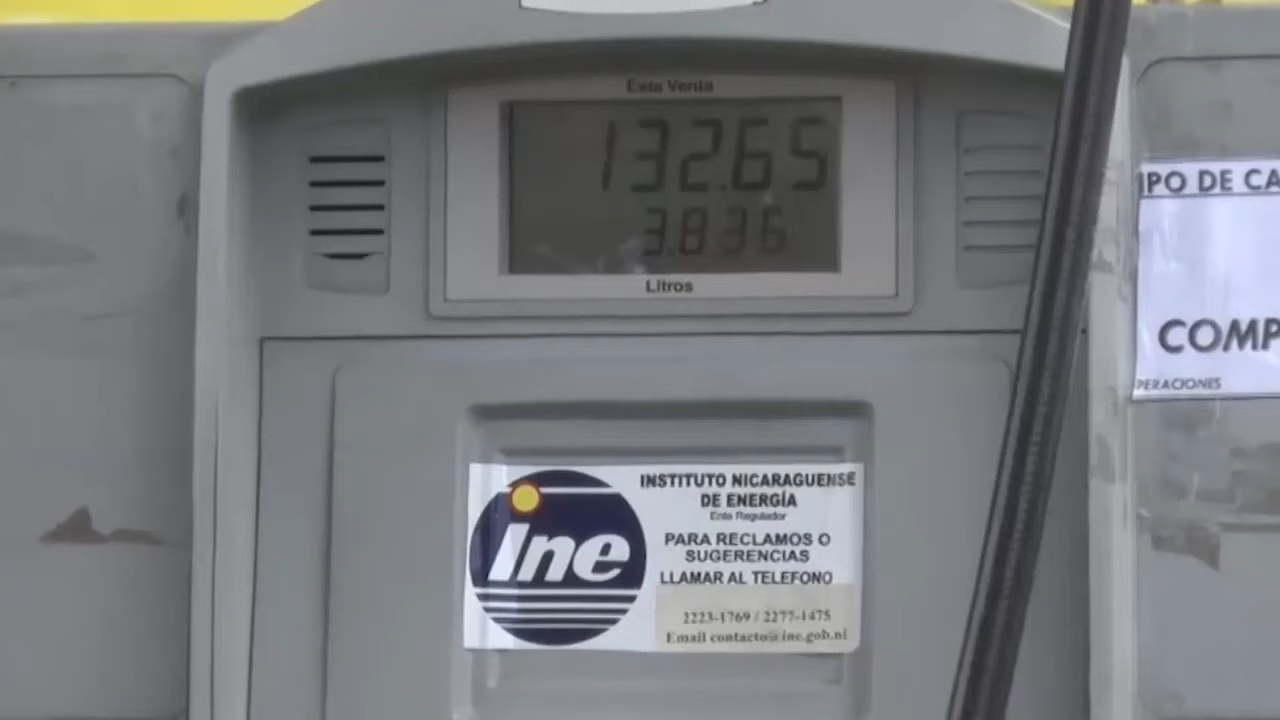 Esta Venta
132.65
3.836
Litros
IPO DE CA
COMP
PERACIONES
ine
INSTITUTO NICARAGUENSE
DE ENERGÍA
Ente Regulador
PARA RECLAMOS O
SUGERENCIAS
LLAMAR AL TELEFONO
2223-1769 / 2277-1475
Email contacto@ine.gob.ni